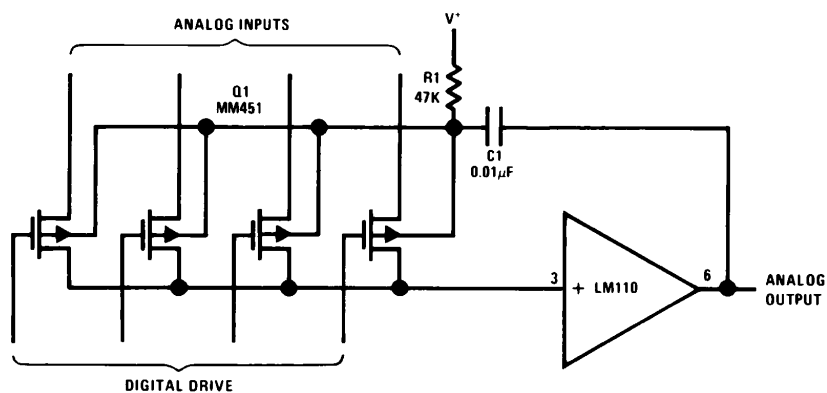 ANALOG INPUTS
V+
R1
47K
Q1
MM451
C1
0.01μF
3
+ LM110
6
ANALOG
OUTPUT
DIGITAL DRIVE